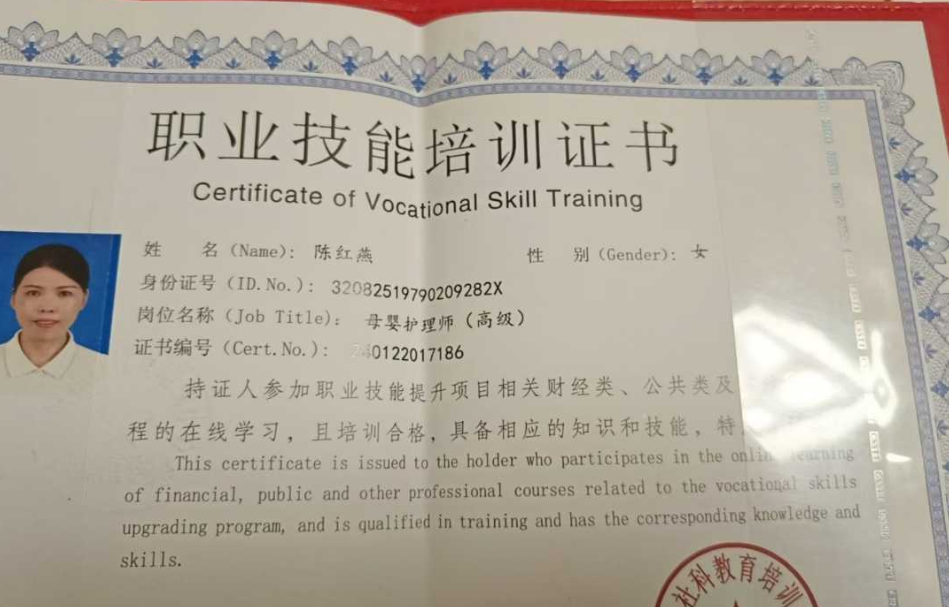 职业技能培训证书
Certificate of Vocational Skill Training
姓 名(Name): 陈红燕 性 别(Gender): 女
身份证号(ID.No.): 32082519790209282X
岗位名称(Job Title): 母婴护理师(高级)
证书编号(Cert.No.): 0122017186
持证人参加职业技能提升项目相关财经类、公共类及
程的在线学习,且培训合格,具备相应的知识和技能,特
This certificate is issued to the holder who participates in the online learning
of financial, public and other professional courses related to the vocational skills
upgrading program, and is qualified in training and has the corresponding knowledge and
skills.
社科教育培训